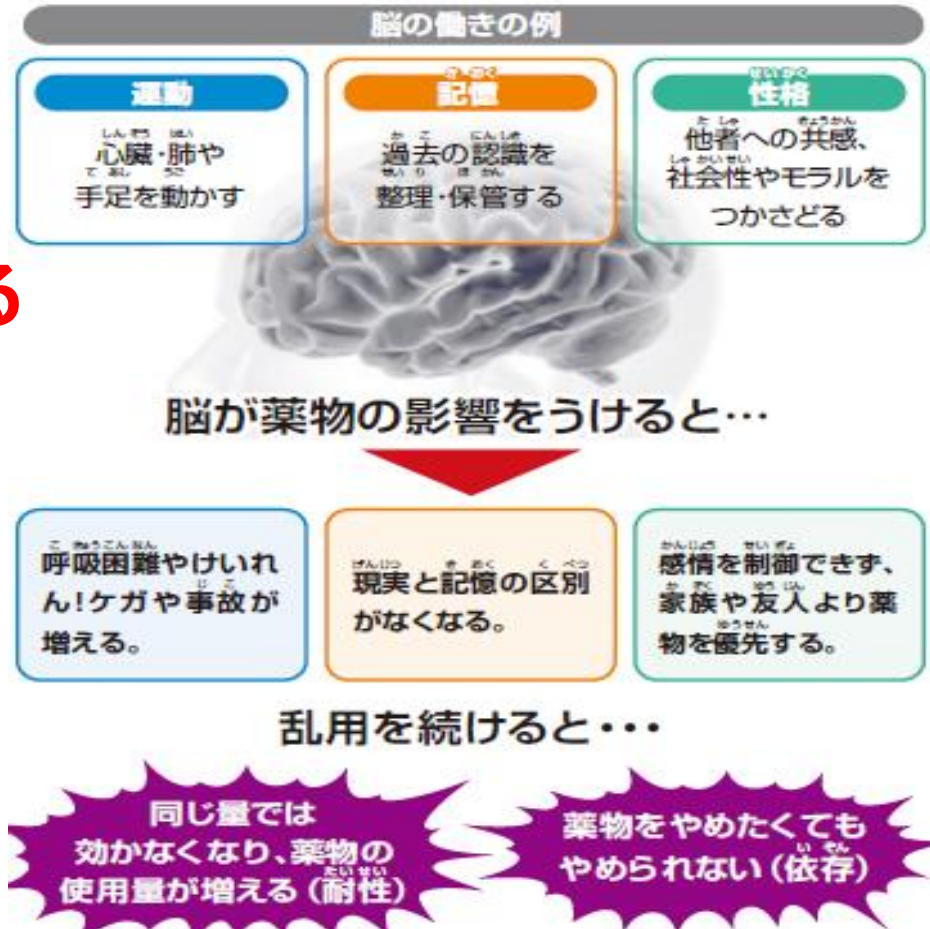 脳の働きの例
運動
心臓・肺や
手足を動かす
記憶
過去の認識を
整理・保管する
性格
他者への共感、
社会性やモラルを
つかさどる
る
脳が薬物の影響をうけると…
呼吸困難やけいれ
ん!ケガや事故が
増える。
現実と記憶の区別
がなくなる。
感情を制御できず、
家族や友人より薬
物を優先する。
乱用を続けると・・・
同じ量では
効かなくなり、薬物の
使用量が増える(耐性)
薬物をやめたくても
やめられない(依存)